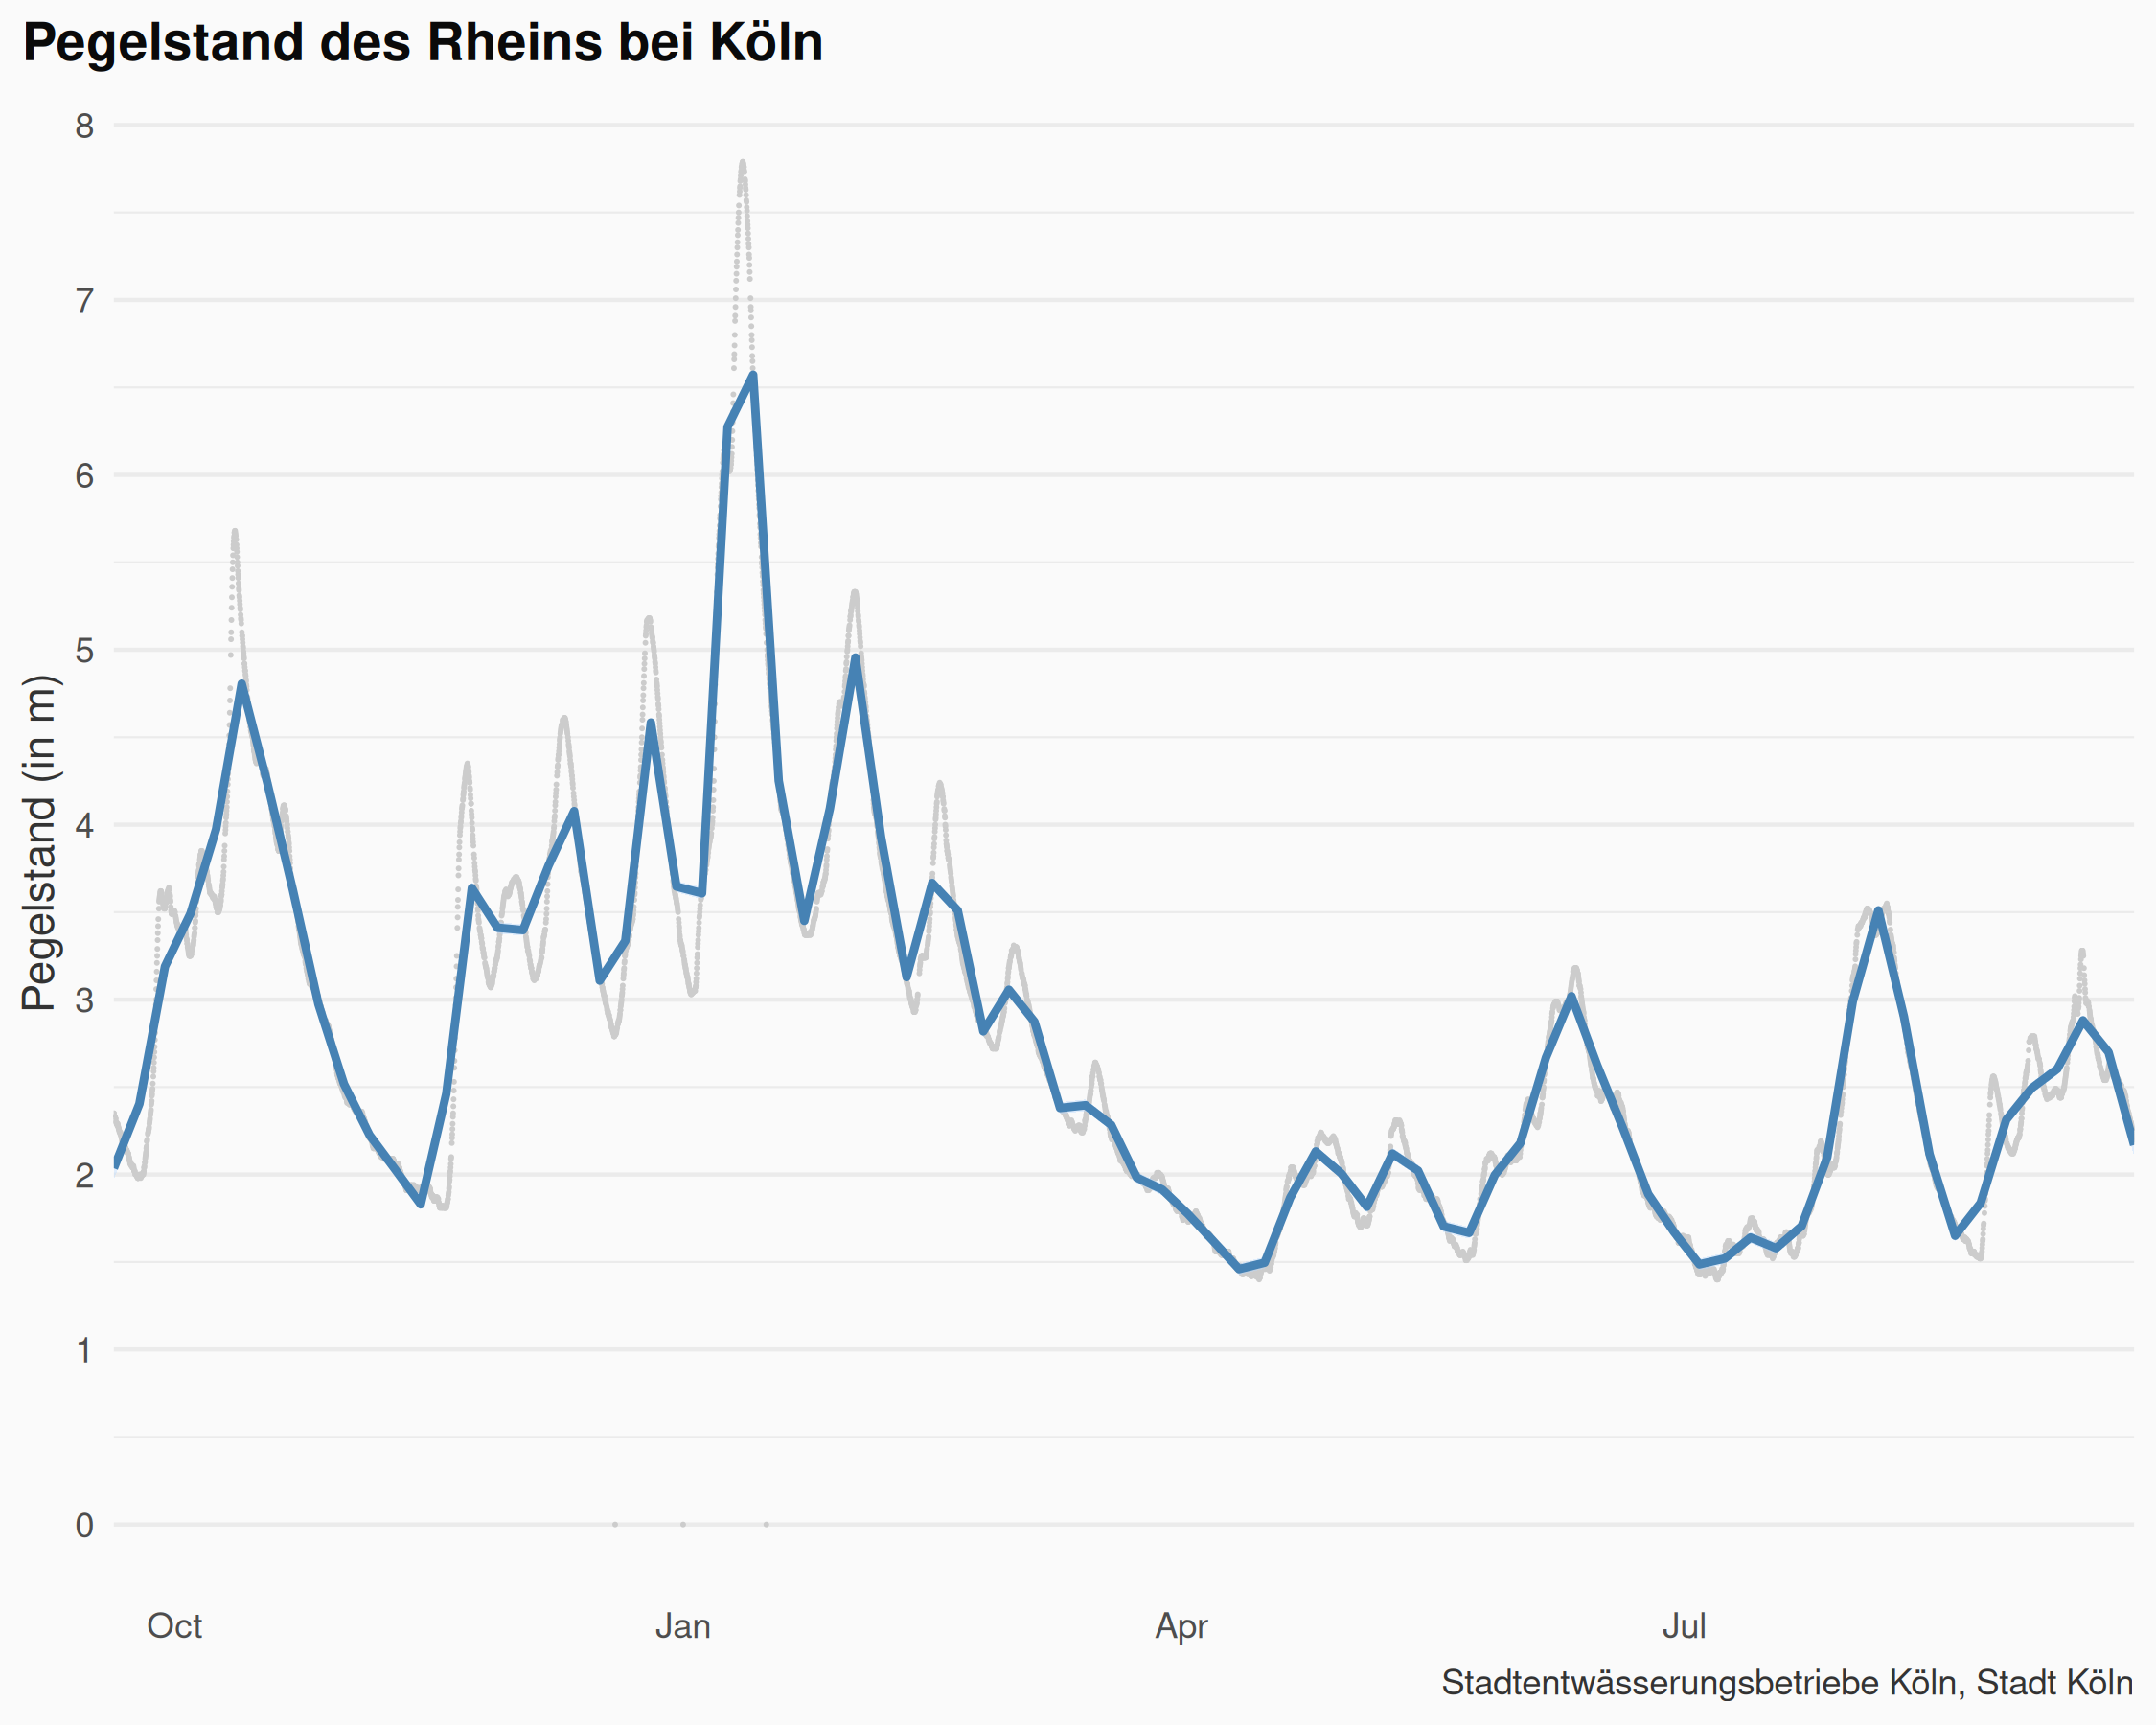 Pegelstand des Rheins bei Köln
Pegelstand (in m)
8
7
6
5
4
3
2
1
0
Oct Jan Apr Jul
Stadtentwässerungsbetriebe Köln, Stadt Köln